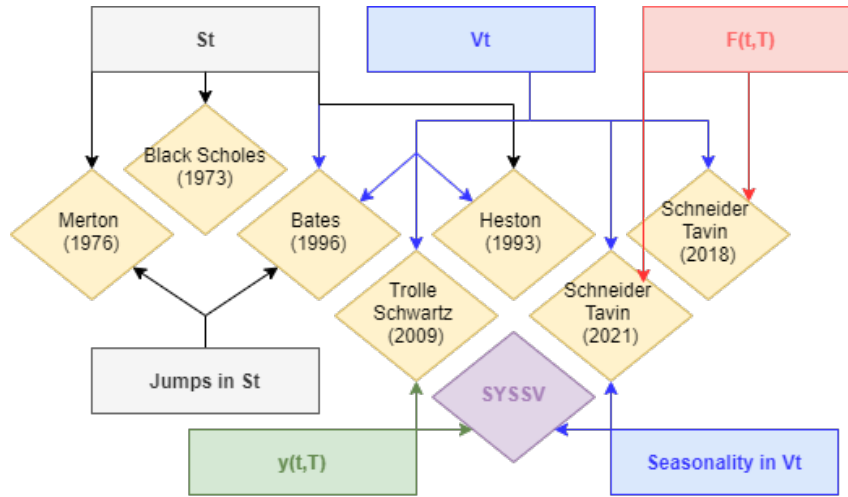 St
Vt
F(t,T)
Black Scholes
(1973)
Merton
(1976)
Bates
(1996)
Heston
(1993)
Schneider
Tavin
(2018)
Trolle
Schwartz
(2009)
Schneider
Tavin
(2021)
Jumps in St
SYSSV
y(t,T)
Seasonality in Vt